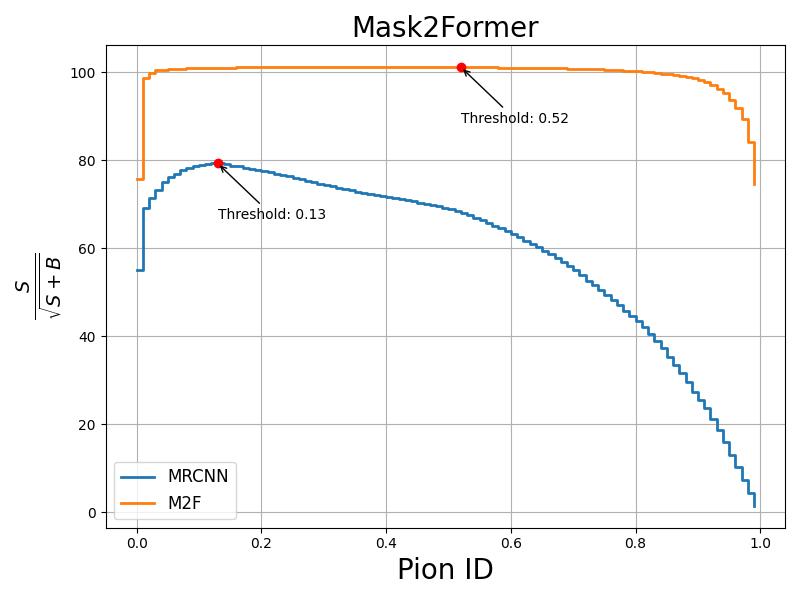 Mask2Former
100
80
60
40
20
0
S
√S + B
Threshold: 0.52
Threshold: 0.13
MRCNN
M2F
0.0 0.2 0.4 0.6 0.8 1.0
Pion ID